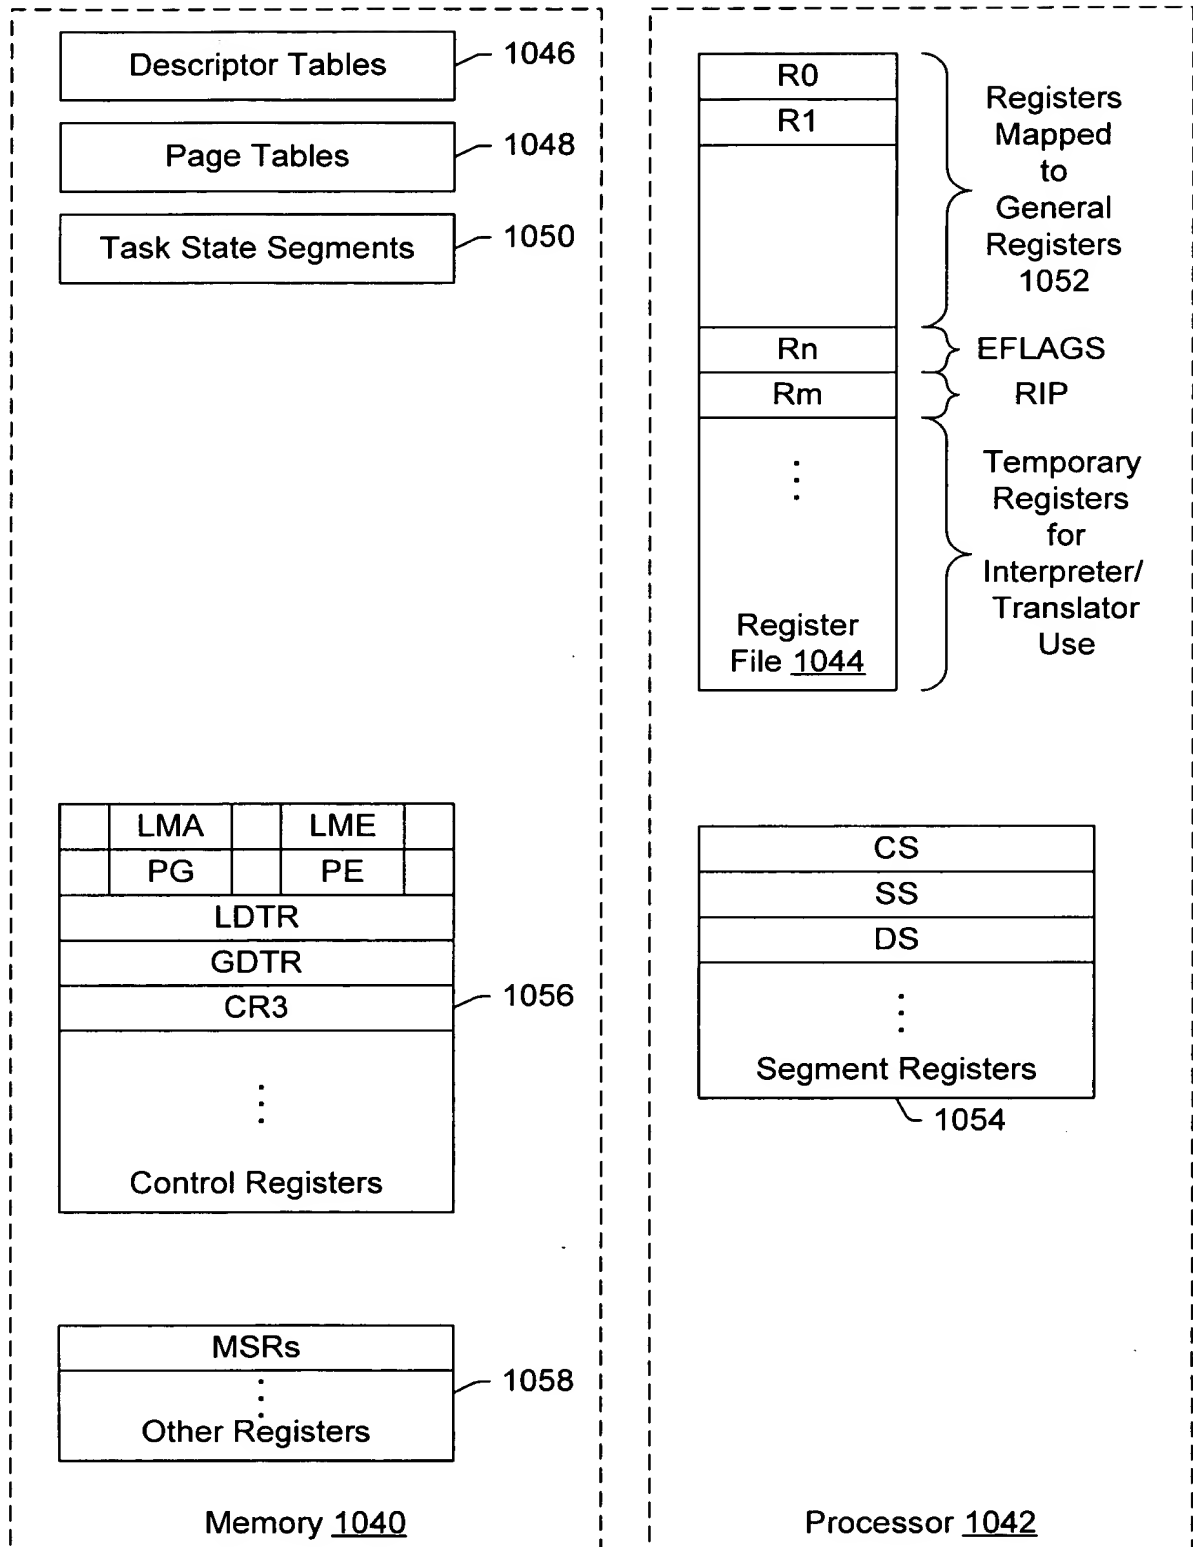 Descriptor Tables
1046
Page Tables
1048
Task State Segments
1050
LMA
LME
PG
PE
LDTR
GDTR
CR3
1056
Control Registers
MSRs
1058
Other Registers
Memory 1040
R0
R1
Registers
Mapped
to
General
Registers
1052
Rn
EFLAGS
Rm
RIP
Temporary
Registers
for
Interpreter/
Translator
Use
Register
File 1044
CS
SS
DS
Segment Registers
1054
Processor 1042